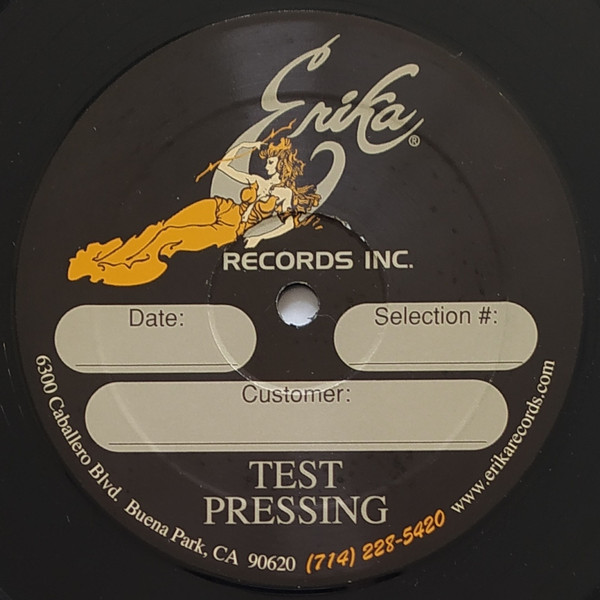 Erika®
RECORDS INC.
Date:
Selection #:
Customer:
TEST
PRESSING
6300 Caballero Blvd. Buena Park, CA 90620 (714) 228-5420 www.erikarecords.com